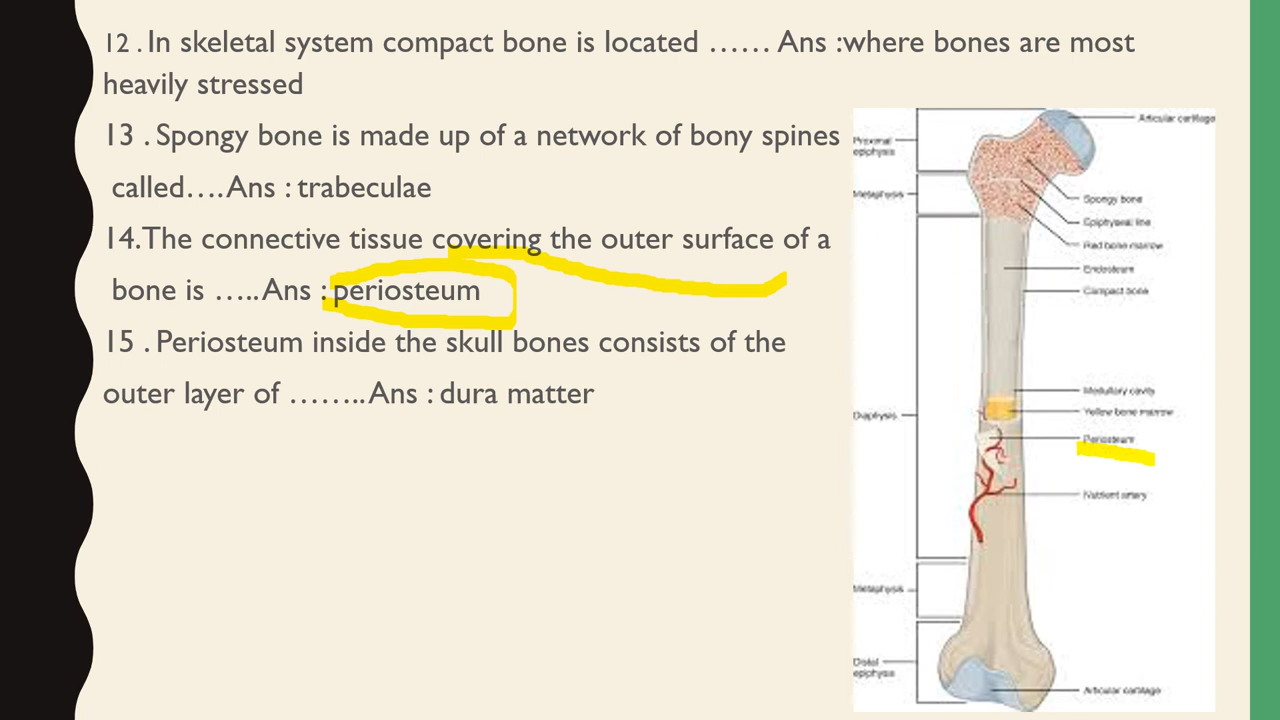 12 . In skeletal system compact bone is located …… Ans :where bones are most
heavily stressed
13 . Spongy bone is made up of a network of bony spines
called…. Ans : trabeculae
14.The connective tissue covering the outer surface of a
bone is ….. Ans : periosteum
15 . Periosteum inside the skull bones consists of the
outer layer of …….. Ans : dura matter
Articular cartilage
Proximal
epiphysis
Metaphysis
Spongy bone
Epiphyseal line
Red bone marrow
Endosteum
Compact bone
Medullary cavity
Yellow bone marrow
Diaphysis
Periosteum
Nutrient artery
Metaphysis
Distal
epiphysis
Articular cartilage